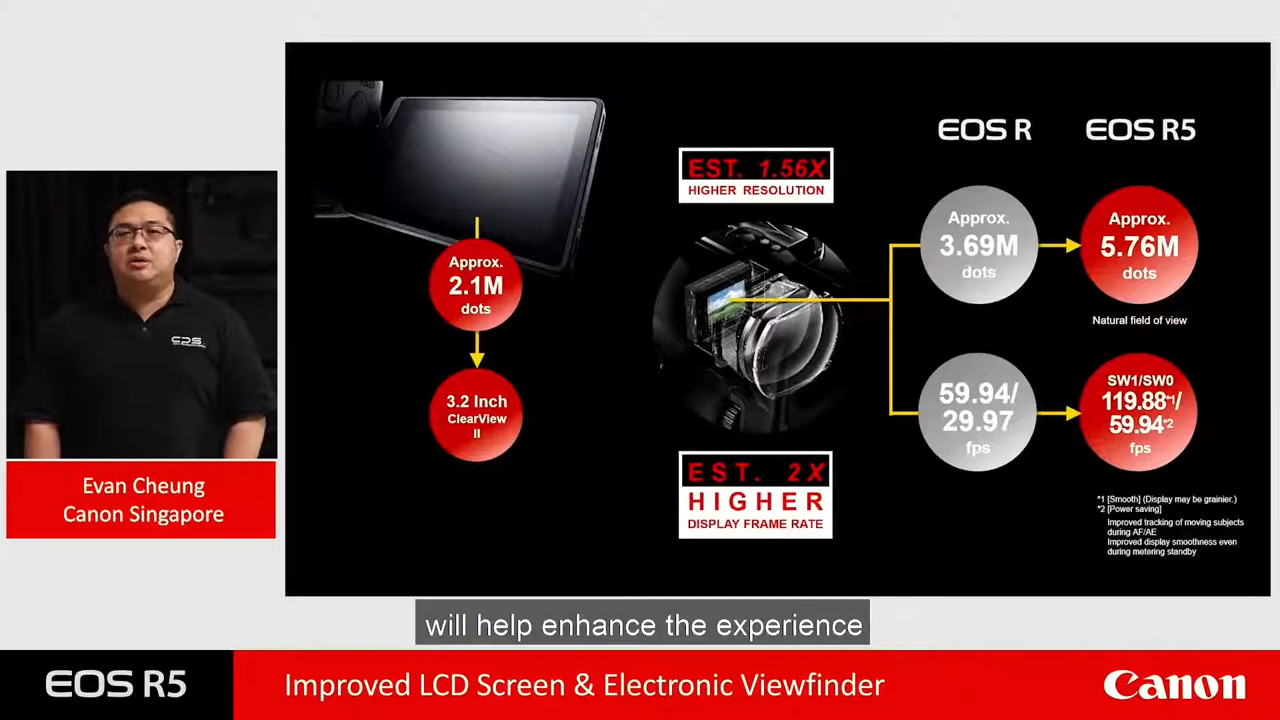 EOS R
EOS R5
EST. 1.56X
HIGHER RESOLUTION
Approx.
3.69M
dots
Approx.
5.76M
dots
Approx.
2.1M
dots
Natural field of view
3.2 Inch
ClearView
II
59.94/
29.97
fps
SW1/SW0
119.88*1/
59.94*2
fps
EST. 2X
HIGHER
DISPLAY FRAME RATE
*1 [Smooth] (Display may be grainier.)
*2 [Power saving]
Improved tracking of moving subjects
during AF/AE
Improved display smoothness even
during metering standby
CPS
Evan Cheung
Canon Singapore
will help enhance the experience
EOS R5
Improved LCD Screen & Electronic Viewfinder
Canon